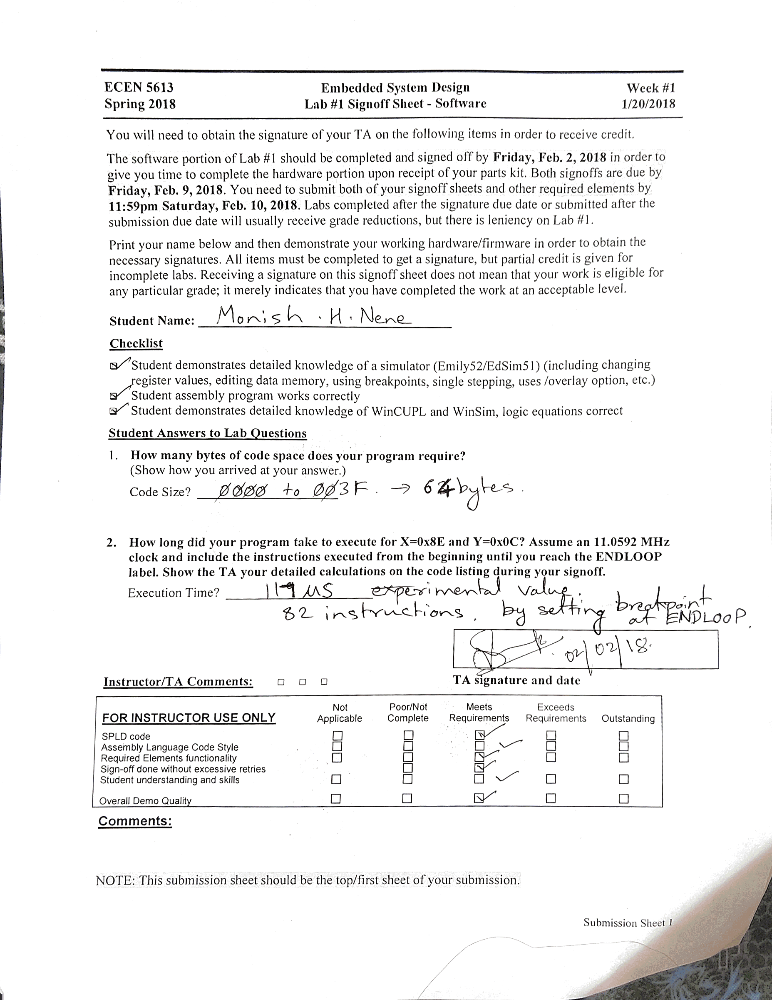 ECEN 5613 Embedded System Design Week #1
Spring 2018 Lab #1 Signoff Sheet - Software 1/20/2018
You will need to obtain the signature of your TA on the following items in order to receive credit.
The software portion of Lab #1 should be completed and signed off by Friday, Feb. 2, 2018 in order to
give you time to complete the hardware portion upon receipt of your parts kit. Both signoffs are due by
Friday, Feb. 9, 2018. You need to submit both of your signoff sheets and other required elements by
11:59pm Saturday, Feb. 10, 2018. Labs completed after the signature due date or submitted after the
submission due date will usually receive grade reductions, but there is leniency on Lab #1.
Print your name below and then demonstrate your working hardware/firmware in order to obtain the
necessary signatures. All items must be completed to get a signature, but partial credit is given for
incomplete labs. Receiving a signature on this signoff sheet does not mean that your work is eligible for
any particular grade; it merely indicates that you have completed the work at an acceptable level.
Student Name: Monish . H. Nene
Checklist
Student demonstrates detailed knowledge of a simulator (Emily52/EdSim51) (including changing
register values, editing data memory, using breakpoints, single stepping, uses /overlay option, etc.)
Student assembly program works correctly
Student demonstrates detailed knowledge of WinCUPL and WinSim, logic equations correct
Student Answers to Lab Questions
1. How many bytes of code space does your program require?
(Show how you arrived at your answer.)
Code Size? 0000 to 003F. → 64 bytes.
2. How long did your program take to execute for X=0x8E and Y=0x0C? Assume an 11.0592 MHz
clock and include the instructions executed from the beginning until you reach the ENDLOOP
label. Show the TA your detailed calculations on the code listing during your signoff.
Execution Time? 119 μs experimental value.
82 instructions. by setting breakpoint
at ENDLOOP.
02/02/18.
TA signature and date
Instructor/TA Comments:
Not Poor/Not Meets Exceeds
FOR INSTRUCTOR USE ONLY Applicable Complete Requirements Requirements Outstanding
SPLD code
Assembly Language Code Style
Required Elements functionality
Sign-off done without excessive retries
Student understanding and skills
Overall Demo Quality
Comments:
NOTE: This submission sheet should be the top/first sheet of your submission.
Submission Sheet 1